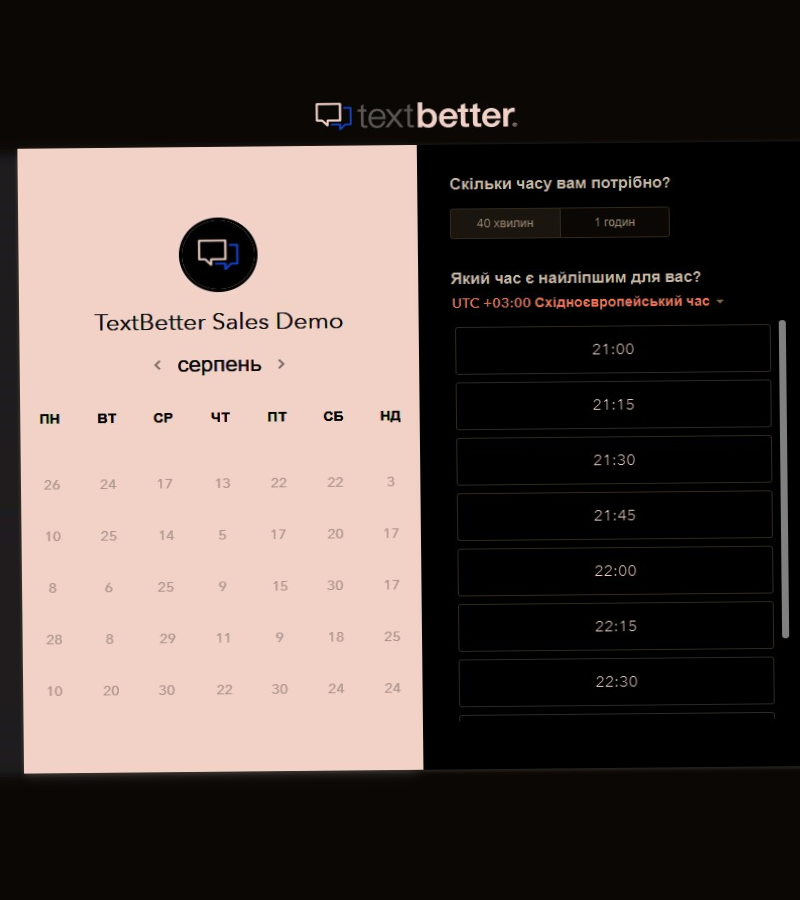 textbetter.
TextBetter Sales Demo
серпень
ПН ВТ СР ЧТ ПТ СБ НД
26 24 17 13 22 22 3
10 25 14 5 17 20 17
8 6 25 9 15 30 17
28 8 29 11 9 18 25
10 20 30 22 30 24 24
Скільки часу вам потрібно?
40 хвилин 1 годин
Який час є найліпшим для вас?
UTC +03:00 Східноєвропейський час
21:00
21:15
21:30
21:45
22:00
22:15
22:30